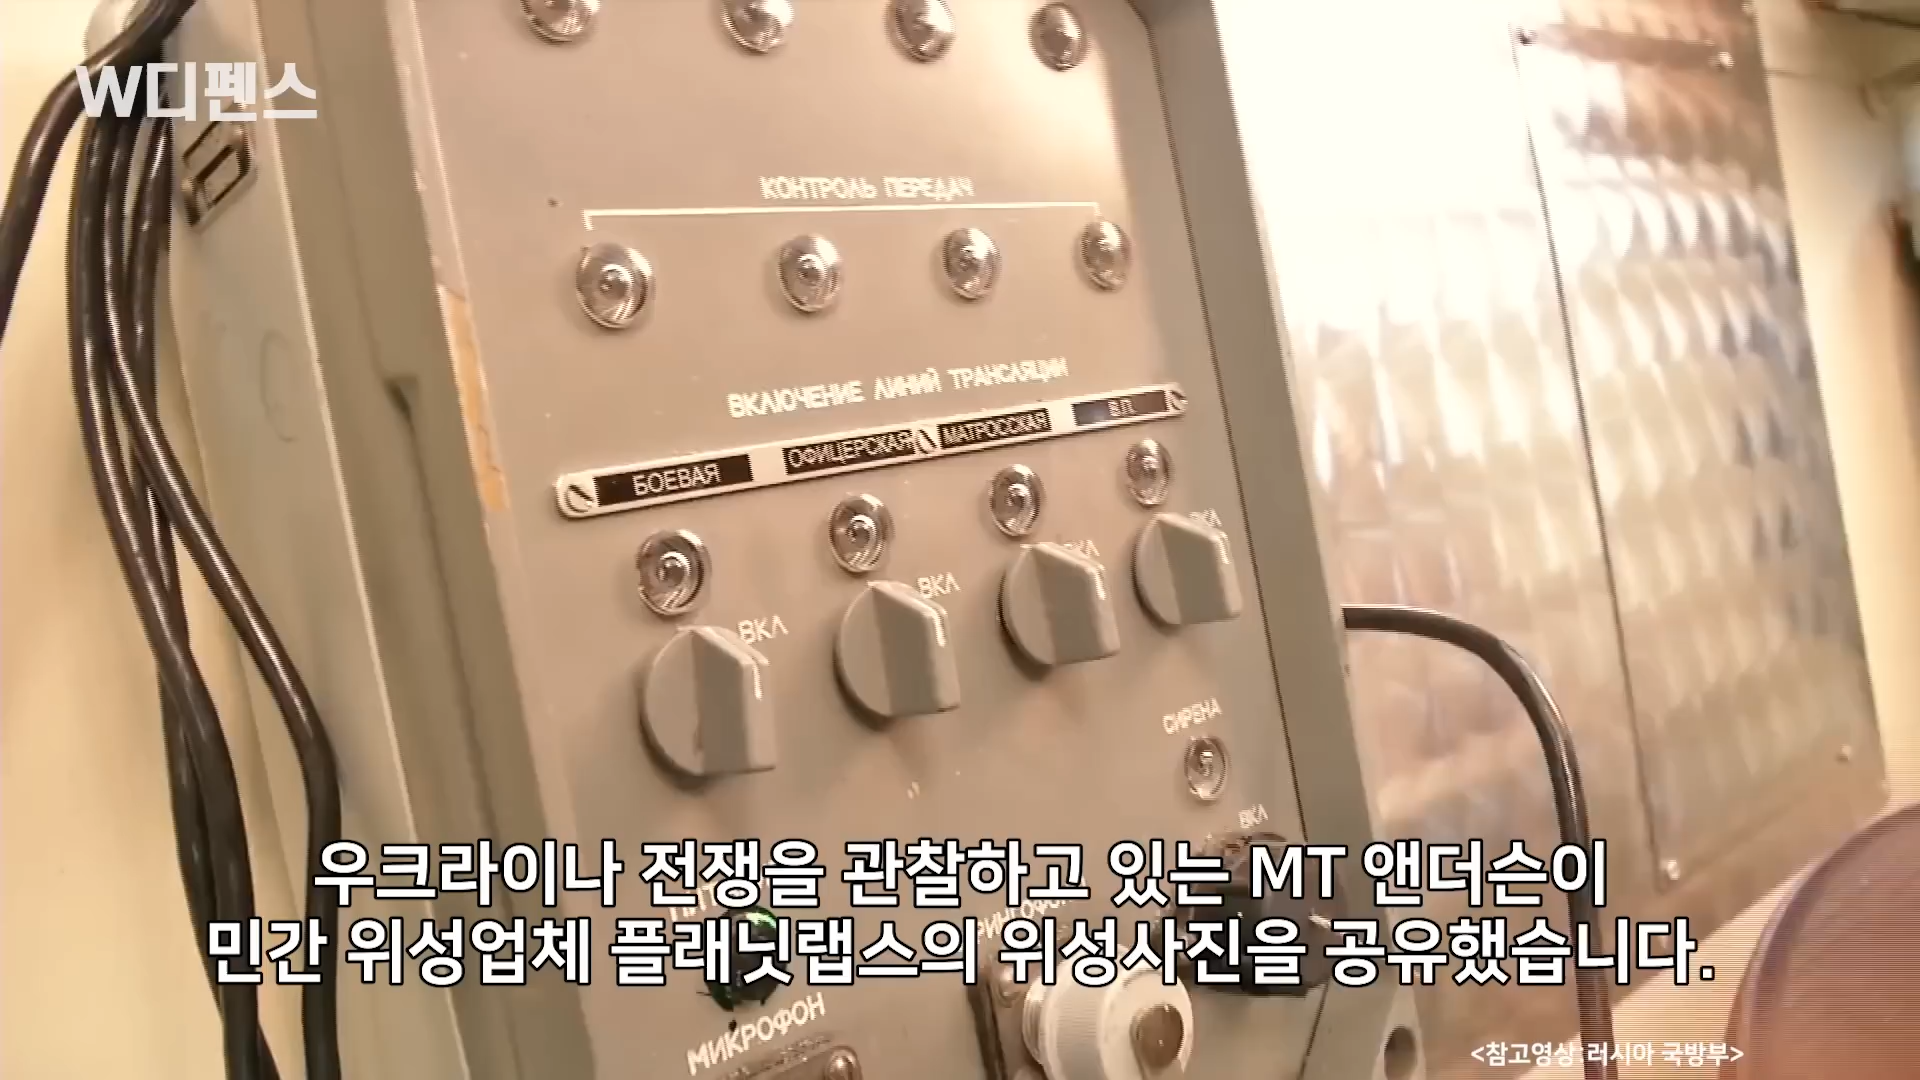 W디펜스
КОНТРОЛЬ ПЕРЕДАЧ
ВКЛЮЧЕНИЕ ЛИНИЙ ТРАНСЛЯЦИИ
БОЕВАЯ ОФИЦЕРСКАЯ МАТРОССКАЯ В.П.
ВКЛ ВКЛ ВКЛ ВКЛ
СИРЕНА
ВКЛ
우크라이나 전쟁을 관찰하고 있는 MT 앤더슨이
민간 위성업체 플래닛랩스의 위성사진을 공유했습니다.
МИКРОФОН
<참고영상:러시아 국방부>